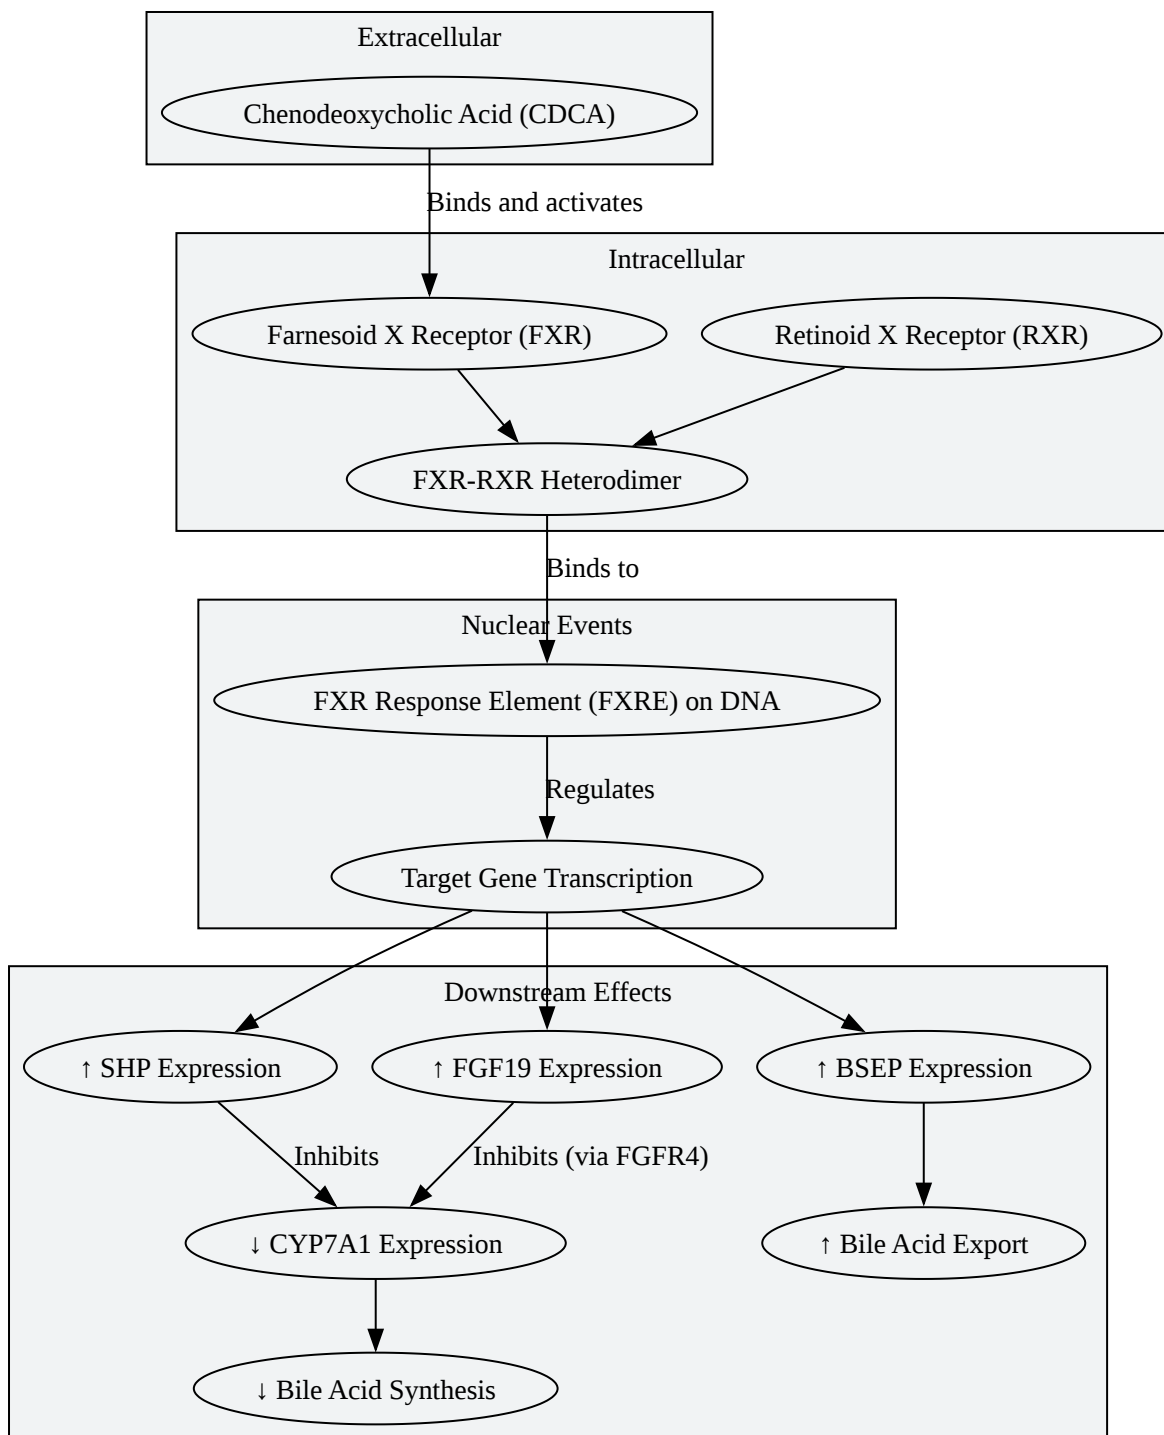 Extracellular
Chenodeoxycholic Acid (CDCA)
Binds and activates
Intracellular
Farnesoid X Receptor (FXR)
Retinoid X Receptor (RXR)
FXR-RXR Heterodimer
Binds to
Nuclear Events
FXR Response Element (FXRE) on DNA
Regulates
Target Gene Transcription
Downstream Effects
↑ SHP Expression
↑ FGF19 Expression
↑ BSEP Expression
Inhibits
Inhibits (via FGFR4)
↓ CYP7A1 Expression
↑ Bile Acid Export
↓ Bile Acid Synthesis